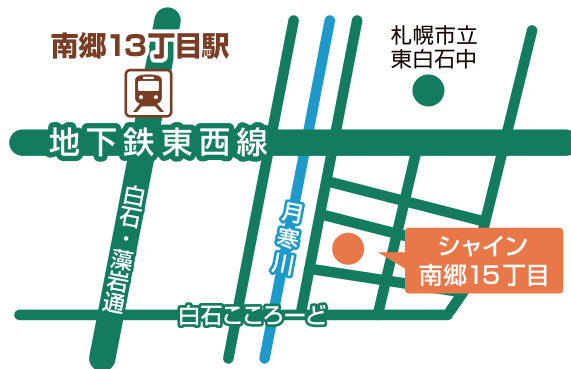 南郷13丁目駅
札幌市立
東白石中
地下鉄東西線
白石・藻岩通
月寒川
シャイン
南郷15丁目
白石こころーど